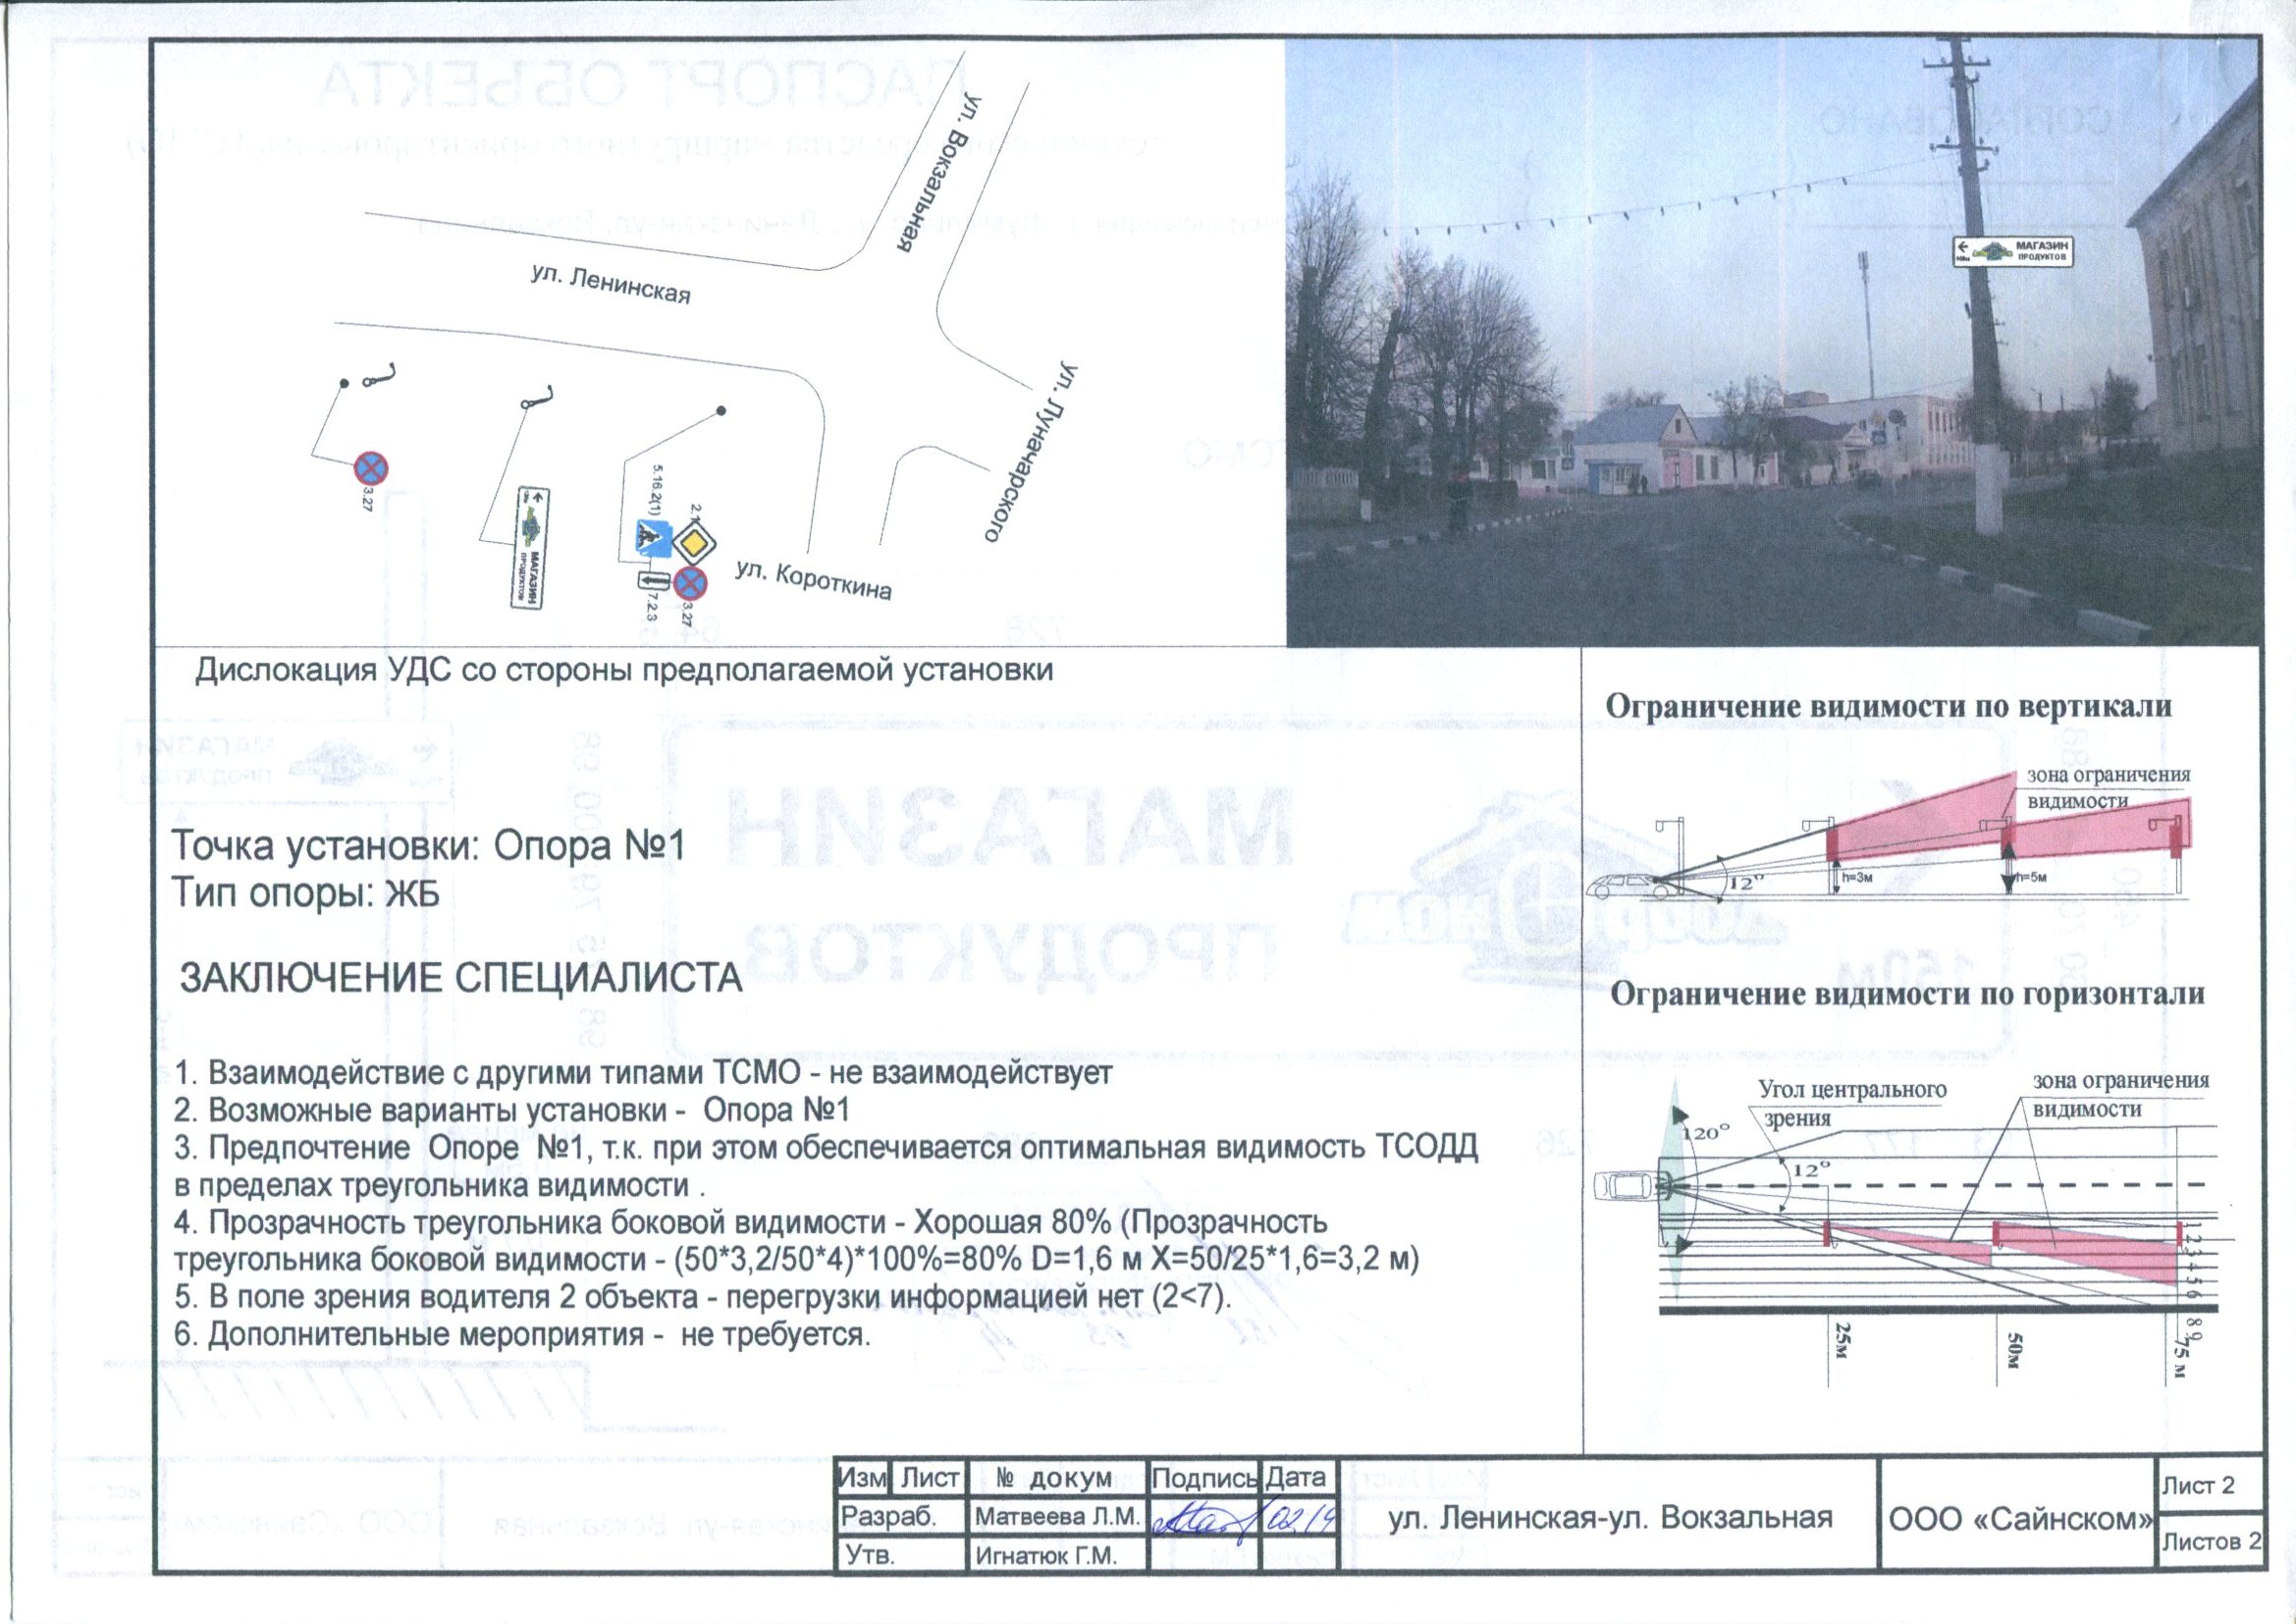 ул. Вокзальная
ул. Ленинская
ул. Луначарского
3.27
МАГАЗИН
ПРОДУКТОВ
5.16.2(1)
7.2.3
3.27
ул. Короткина
МАГАЗИН
ПРОДУКТОВ
Дислокация УДС со стороны предполагаемой установки
Точка установки: Опора №1
Тип опоры: ЖБ
ЗАКЛЮЧЕНИЕ СПЕЦИАЛИСТА
1. Взаимодействие с другими типами ТСМО - не взаимодействует
2. Возможные варианты установки - Опора №1
3. Предпочтение Опоре №1, т.к. при этом обеспечивается оптимальная видимость ТСОДД
в пределах треугольника видимости .
4. Прозрачность треугольника боковой видимости - Хорошая 80% (Прозрачность
треугольника боковой видимости - (50*3,2/50*4)*100%=80% D=1,6 м X=50/25*1,6=3,2 м)
5. В поле зрения водителя 2 объекта - перегрузки информацией нет (2<7).
6. Дополнительные мероприятия - не требуется.
Ограничение видимости по вертикали
зона ограничения
видимости
12°
h=3м
h=5м
Ограничение видимости по горизонтали
Угол центрального
зрения
зона ограничения
видимости
120°
12°
1 2 3 4 5 6
8 9
25м
50м
75 м
Изм Лист № докум Подпись Дата
Разраб. Матвеева Л.М.
Утв. Игнатюк Г.М.
ул. Ленинская-ул. Вокзальная
ООО «Сайнском»
Лист 2
Листов 2